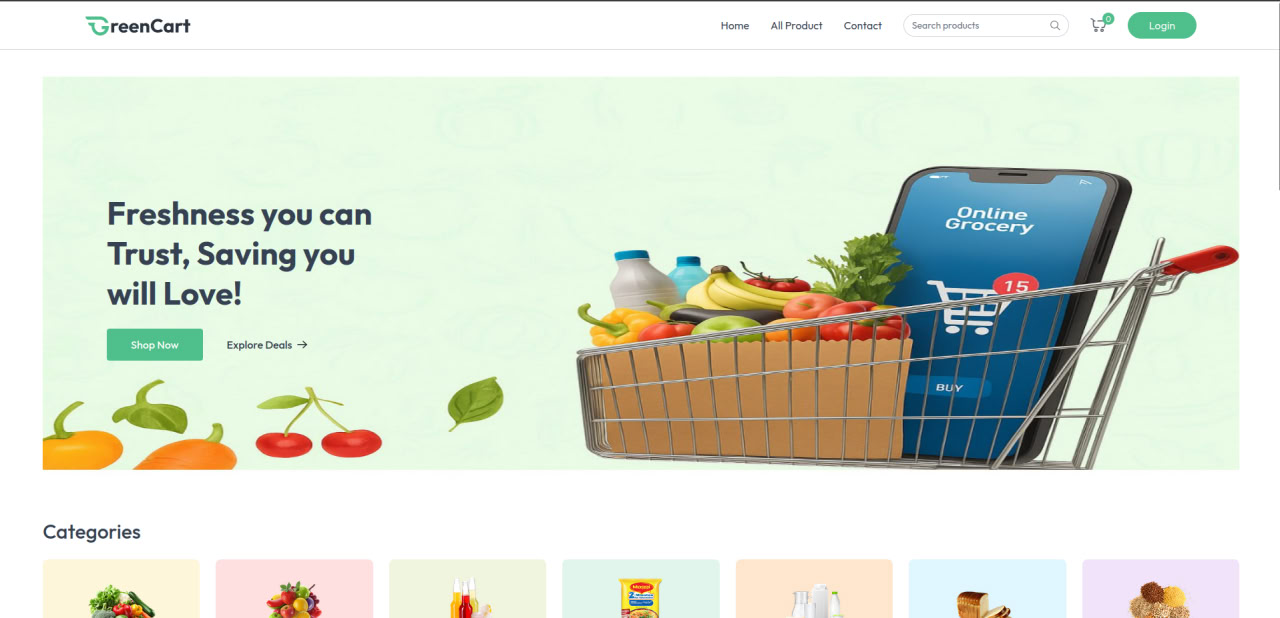 GreenCart
Home
All Product
Contact
Search products
0
Login
Freshness you can
Trust, Saving you
will Love!
Shop Now
Explore Deals →
Online
Grocery
15
BUY
Categories
Maggi